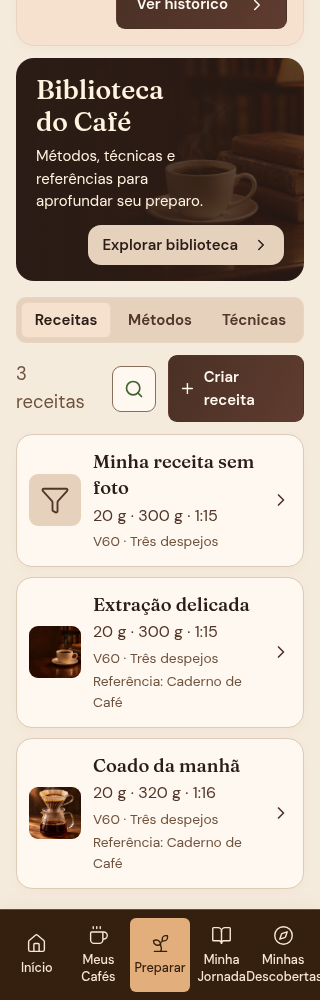 Ver histórico
Biblioteca
do Café
Métodos, técnicas e
referências para
aprofundar seu preparo.
Explorar biblioteca
Receitas
Métodos
Técnicas
3
receitas
+ Criar
receita
Minha receita sem
foto
20 g · 300 g · 1:15
V60 · Três despejos
Extração delicada
20 g · 300 g · 1:15
V60 · Três despejos
Referência: Caderno de
Café
Coado da manhã
20 g · 320 g · 1:16
V60 · Três despejos
Referência: Caderno de
Café
Início
Meus
Cafés
Preparar
Minha
Jornada
Minhas
Descobertas